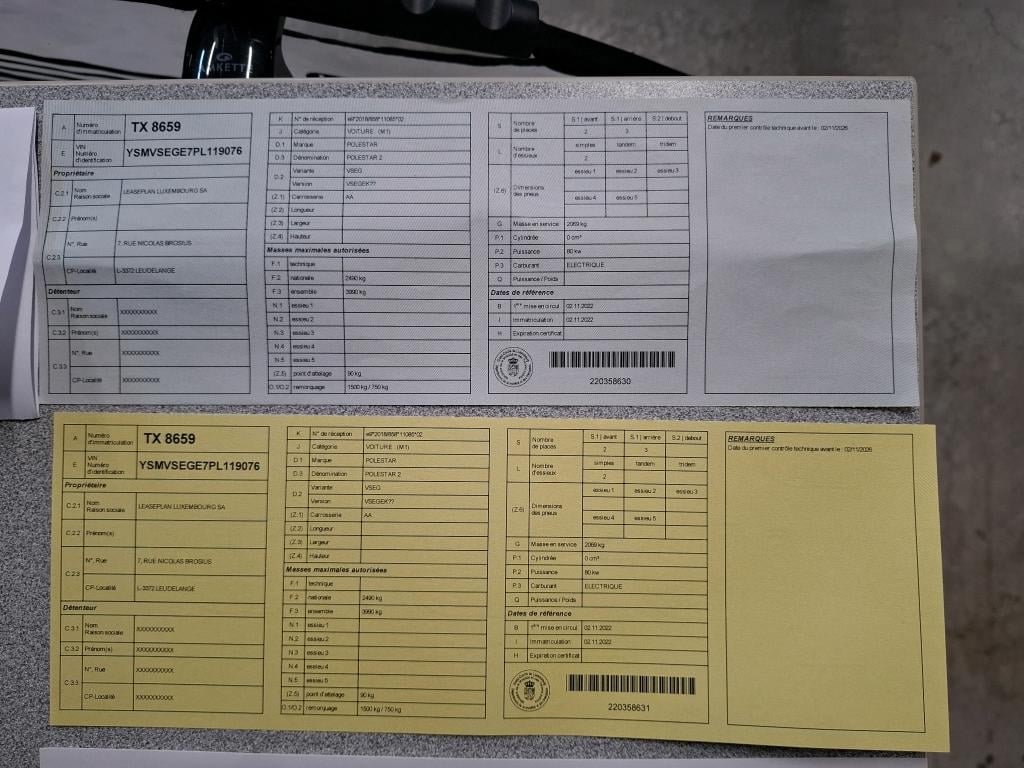 A Numéro d'immatriculation TX 8659
E VIN Numéro d'identification YSMVSEGE7PL119076
Propriétaire
C.2.1 Nom Raison sociale LEASEPLAN LUXEMBOURG SA
C.2.2 Prénom(s)
C.2.3 N°, Rue 7, RUE NICOLAS BROSIUS
CP-Localité L-3372 LEUDELANGE
Détenteur
C.3.1 Nom Raison sociale XXXXXXXXXX
C.3.2 Prénom(s) XXXXXXXXXX
C.3.3 N°, Rue XXXXXXXXXX
CP-Localité XXXXXXXXXX
K N° de réception e6*2018/858*11085*02
J Catégorie VOITURE (M1)
D.1 Marque POLESTAR
D.3 Dénomination POLESTAR 2
D.2 Variante VSEG
Version VSEGEK??
(Z.1) Carrosserie AA
(Z.2) Longueur
(Z.3) Largeur
(Z.4) Hauteur
Masses maximales autorisées
F.1 technique
F.2 nationale 2490 kg
F.3 ensemble 3990 kg
N.1 essieu 1
N.2 essieu 2
N.3 essieu 3
N.4 essieu 4
N.5 essieu 5
(Z.5) point d'attelage 90 kg
O.1/O.2 remorquage 1500 kg / 750 kg
S Nombre de places S.1 | avant S.1 | arrière S.2 | debout
2 3
L Nombre d'essieux simples tandem tridem
2
(Z.6) Dimensions des pneus essieu 1 essieu 2 essieu 3
essieu 4 essieu 5
G Masse en service 2069 kg
P.1 Cylindrée 0 cm³
P.2 Puissance 80 kw
P.3 Carburant ELECTRIQUE
Q Puissance / Poids
Dates de référence
B 1ère mise en circul 02.11.2022
I Immatriculation 02.11.2022
H Expiration certificat
220358630
REMARQUES
Date du premier contrôle technique avant le : 02/11/2026
A Numéro d'immatriculation TX 8659
E VIN Numéro d'identification YSMVSEGE7PL119076
Propriétaire
C.2.1 Nom Raison sociale LEASEPLAN LUXEMBOURG SA
C.2.2 Prénom(s)
C.2.3 N°, Rue 7, RUE NICOLAS BROSIUS
CP-Localité L-3372 LEUDELANGE
Détenteur
C.3.1 Nom Raison sociale XXXXXXXXXX
C.3.2 Prénom(s) XXXXXXXXXX
C.3.3 N°, Rue XXXXXXXXXX
CP-Localité XXXXXXXXXX
K N° de réception e6*2018/858*11085*02
J Catégorie VOITURE (M1)
D.1 Marque POLESTAR
D.3 Dénomination POLESTAR 2
D.2 Variante VSEG
Version VSEGEK??
(Z.1) Carrosserie AA
(Z.2) Longueur
(Z.3) Largeur
(Z.4) Hauteur
Masses maximales autorisées
F.1 technique
F.2 nationale 2490 kg
F.3 ensemble 3990 kg
N.1 essieu 1
N.2 essieu 2
N.3 essieu 3
N.4 essieu 4
N.5 essieu 5
(Z.5) point d'attelage 90 kg
O.1/O.2 remorquage 1500 kg / 750 kg
S Nombre de places S.1 | avant S.1 | arrière S.2 | debout
2 3
L Nombre d'essieux simples tandem tridem
2
(Z.6) Dimensions des pneus essieu 1 essieu 2 essieu 3
essieu 4 essieu 5
G Masse en service 2069 kg
P.1 Cylindrée 0 cm³
P.2 Puissance 80 kw
P.3 Carburant ELECTRIQUE
Q Puissance / Poids
Dates de référence
B 1ère mise en circul 02.11.2022
I Immatriculation 02.11.2022
H Expiration certificat
220358631
REMARQUES
Date du premier contrôle technique avant le : 02/11/2026